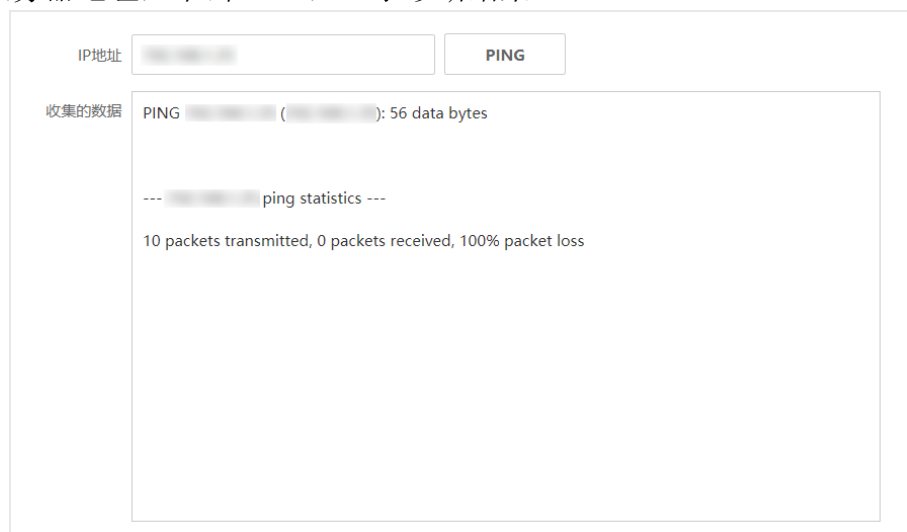 IP地址 PING
收集的数据
PING ( ): 56 data bytes
--- ping statistics ---
10 packets transmitted, 0 packets received, 100% packet loss